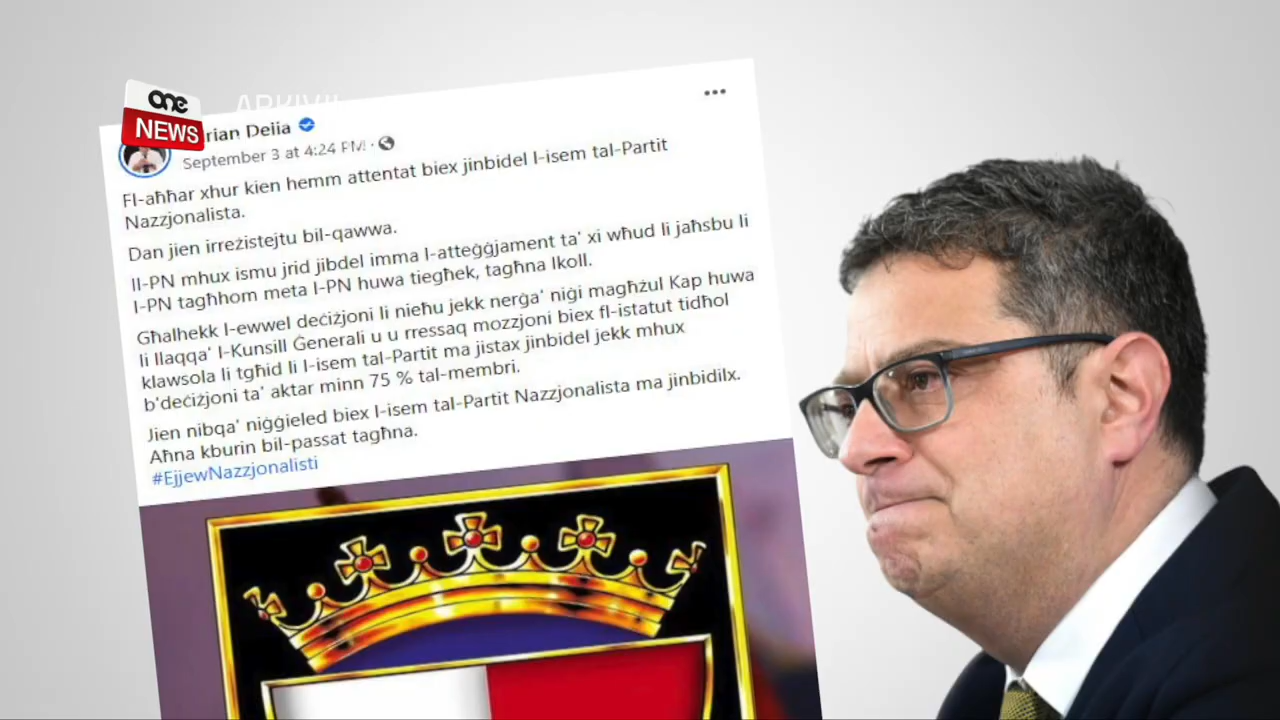 one
NEWS
ARKIVJI
rian Delia
September 3 at 4:24 PM ·
Fl-aħħar xhur kien hemm attentat biex jinbidel l-isem tal-Partit
Nazzjonalista.
Dan jien irreżistejtu bil-qawwa.
Il-PN mhux ismu jrid jibdel imma l-atteġġjament ta' xi wħud li jaħsbu li
l-PN tagħhom meta l-PN huwa tiegħek, tagħna lkoll.
Għalhekk l-ewwel deċiżjoni li nieħu jekk nerġa' niġi magħżul Kap huwa
li llaqqa' l-Kunsill Ġenerali u u rressaq mozzjoni biex fl-istatut tidħol
klawsola li tgħid li l-isem tal-Partit ma jistax jinbidel jekk mhux
b'deċiżjoni ta' aktar minn 75 % tal-membri.
Jien nibqa' niġġieled biex l-isem tal-Partit Nazzjonalista ma jinbidilx.
Aħna kburin bil-passat tagħna.
#EjjewNazzjonalisti